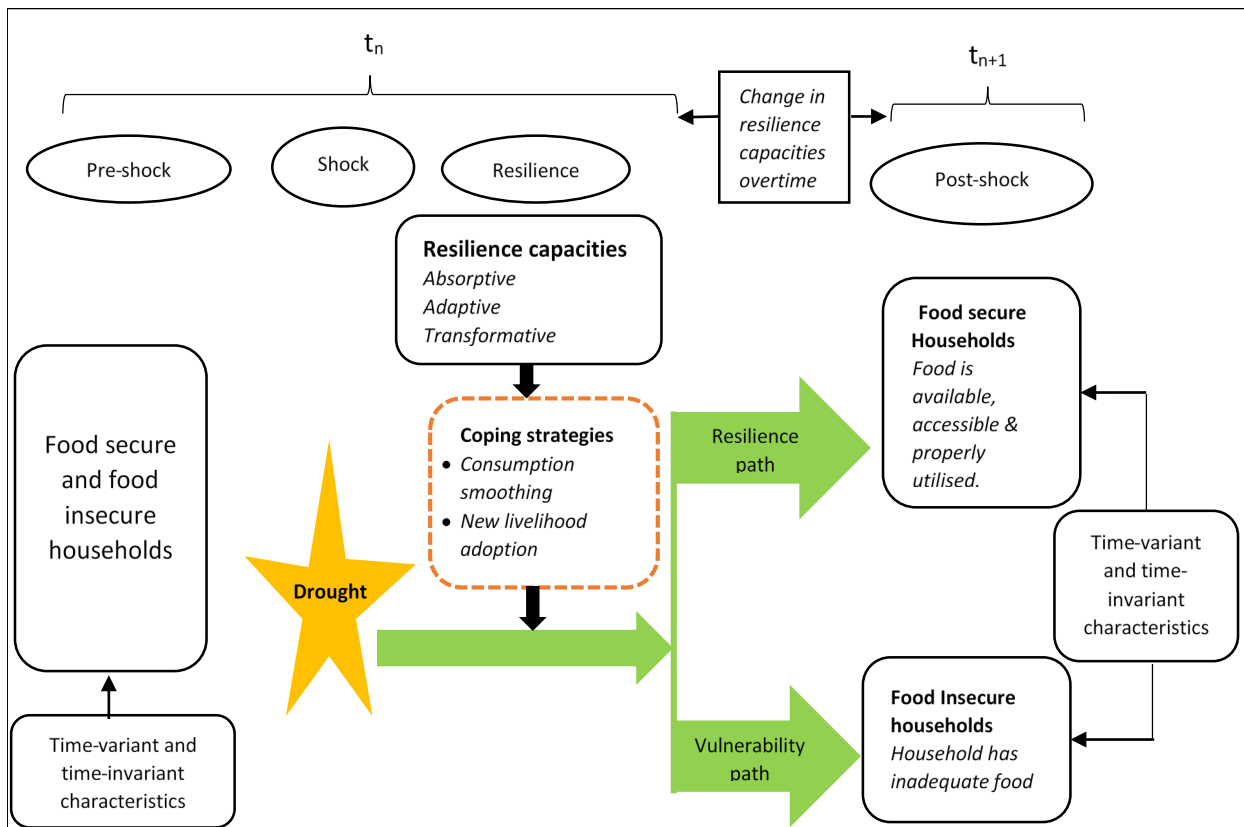 tn
tn+1
Change in
resilience
capacities
overtime
Pre-shock
Shock
Resilience
Post-shock
Resilience capacities
Absorptive
Adaptive
Transformative
Food secure
Households
Food is
available,
accessible &
properly
utilised.
Food secure
and food
insecure
households
Coping strategies
• Consumption
smoothing
• New livelihood
adoption
Resilience
path
Drought
Time-variant
and time-
invariant
characteristics
Time-variant and
time-invariant
characteristics
Vulnerability
path
Food Insecure
households
Household has
inadequate food